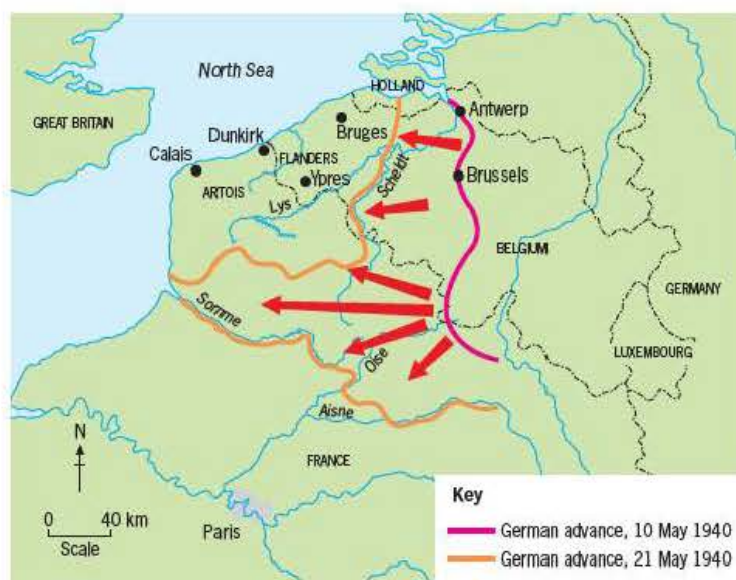 North Sea
HOLLAND
GREAT BRITAIN
Antwerp
Bruges
Dunkirk
FLANDERS
Calais
Ypres
Scheldt
Brussels
ARTOIS
Lys
BELGIUMI
GERMANY
Somme
LUXEMBOURG
Oise
Aisne
N
FRANCE
0 40 km
Scale
Paris
Key
German advance, 10 May 1940
German advance, 21 May 1940